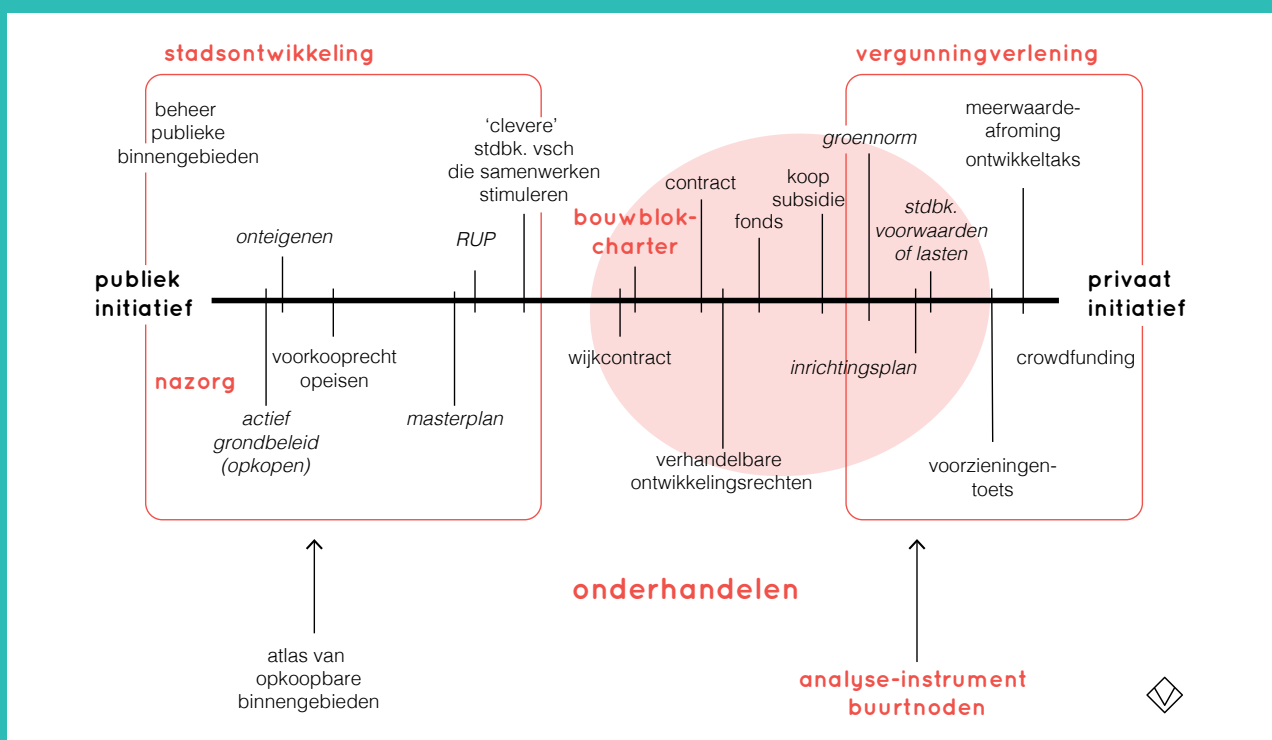 stadsontwikkeling
vergunningverlening
beheer
publieke
binnengebieden
'clevere'
stdbk. vsch
die samenwerken
stimuleren
meerwaarde-
afroming
ontwikkeltaks
groennorm
contract
koop
subsidie
fonds
stdbk.
voorwaarden
of lasten
bouwblok-
charter
onteigenen
RUP
publiek
initiatief
privaat
initiatief
voorkooprecht
opeisen
wijkcontract
inrichtingsplan
crowdfunding
nazorg
actief
grondbeleid
(opkopen)
masterplan
verhandelbare
ontwikkelingsrechten
voorzieningen-
toets
onderhandelen
atlas van
opkoopbare
binnengebieden
analyse-instrument
buurtnoden